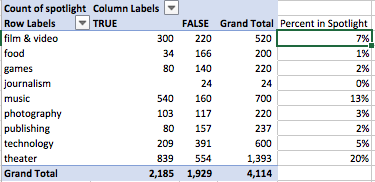 Count of spotlight Column Labels
Row Labels TRUE FALSE Grand Total Percent in Spotlight
film & video 300 220 520 7%
food 34 166 200 1%
games 80 140 220 2%
journalism 24 24 0%
music 540 160 700 13%
photography 103 117 220 3%
publishing 80 157 237 2%
technology 209 391 600 5%
theater 839 554 1,393 20%
Grand Total 2,185 1,929 4,114